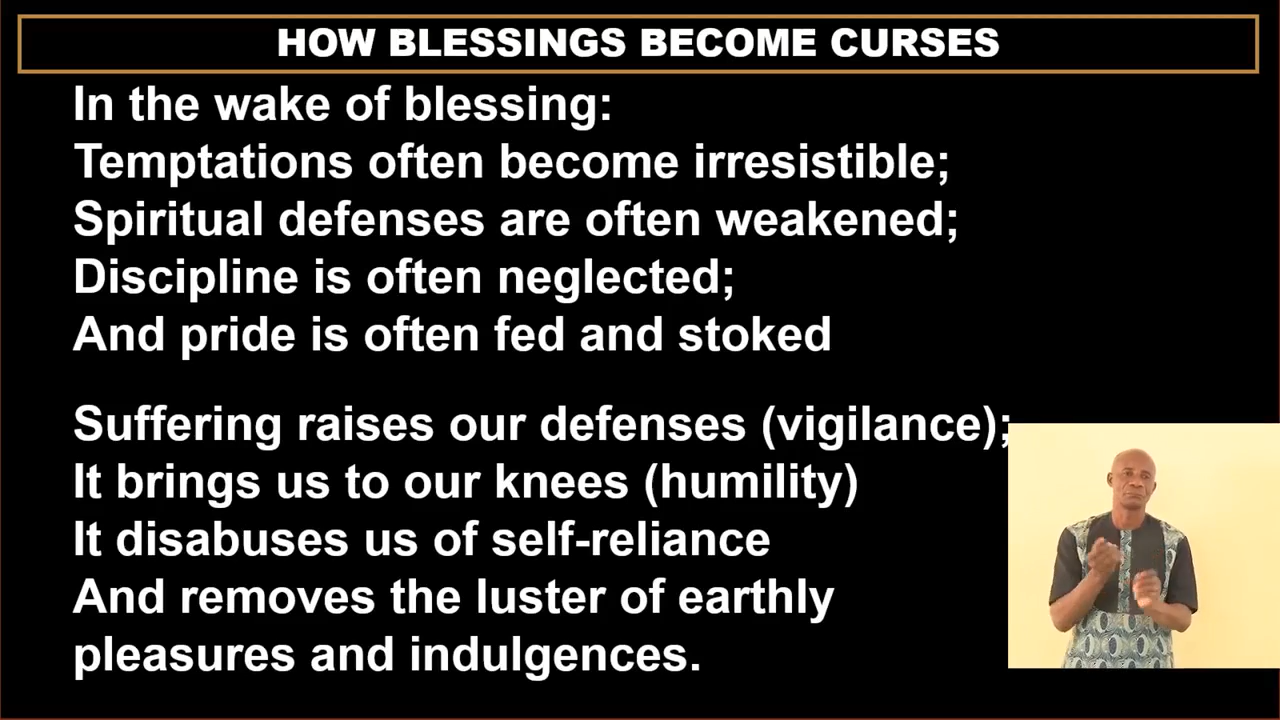 HOW BLESSINGS BECOME CURSES
In the wake of blessing:
Temptations often become irresistible;
Spiritual defenses are often weakened;
Discipline is often neglected;
And pride is often fed and stoked
Suffering raises our defenses (vigilance);
It brings us to our knees (humility)
It disabuses us of self-reliance
And removes the luster of earthly
pleasures and indulgences.